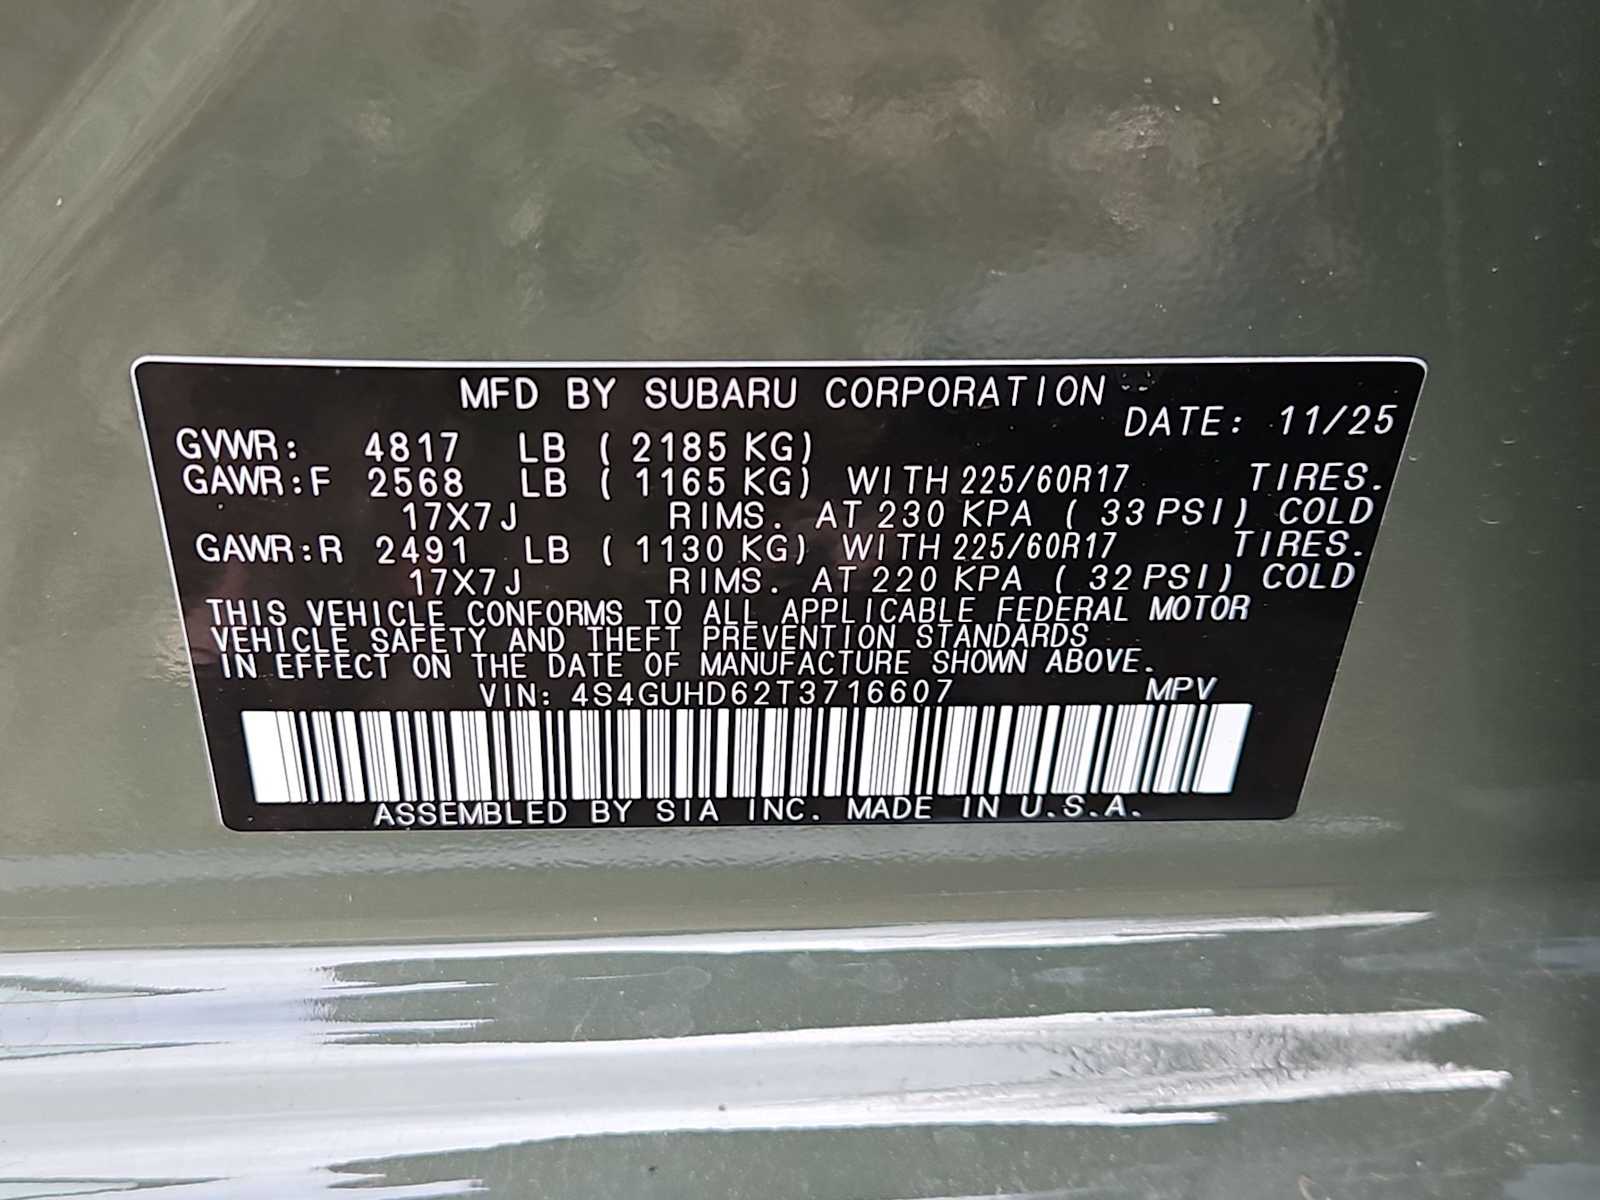 MFD BY SUBARU CORPORATION
DATE: 11/25
GVWR: 4817 LB ( 2185 KG)
GAWR:F 2568 LB ( 1165 KG) WITH 225/60R17 TIRES.
17X7J RIMS. AT 230 KPA ( 33 PSI) COLD
GAWR:R 2491 LB ( 1130 KG) WITH 225/60R17 TIRES.
17X7J RIMS. AT 220 KPA ( 32 PSI) COLD
THIS VEHICLE CONFORMS TO ALL APPLICABLE FEDERAL MOTOR
VEHICLE SAFETY AND THEFT PREVENTION STANDARDS
IN EFFECT ON THE DATE OF MANUFACTURE SHOWN ABOVE.
VIN: 4S4GUHD62T3716607 MPV
ASSEMBLED BY SIA INC. MADE IN U.S.A.